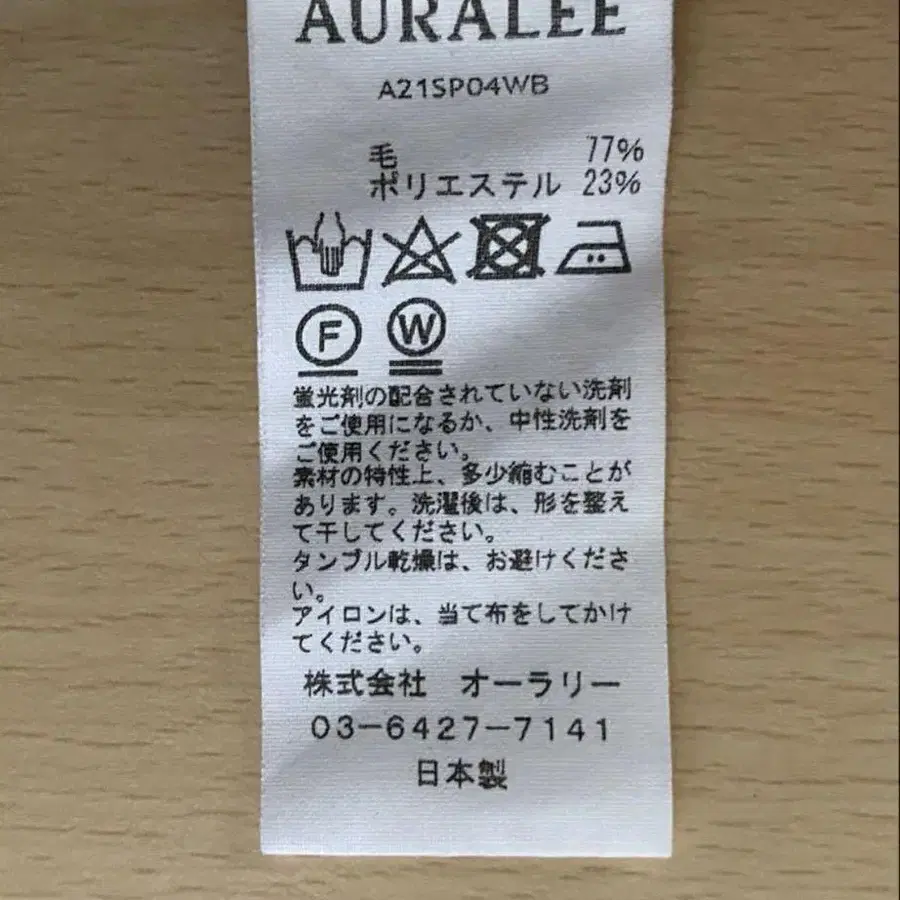 AURALEE
A21SP04WB
毛 77%
ポリエステル 23%
F W
蛍光剤の配合されていない洗剤
をご使用になるか、中性洗剤を
ご使用ください。
素材の特性上、多少縮むことが
あります。洗濯後は、形を整え
て干してください。
タンブル乾燥は、お避けくださ
い。
アイロンは、当て布をしてかけ
てください。
株式会社 オーラリー
03-6427-7141
日本製